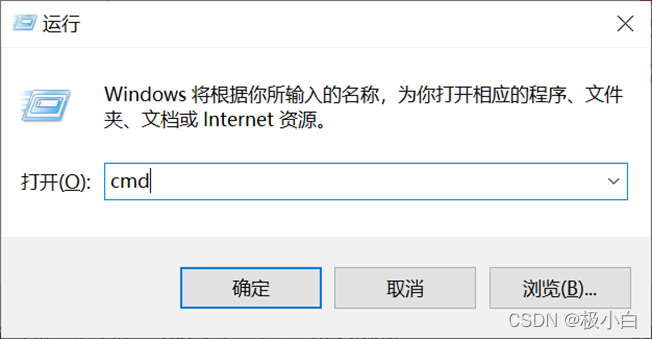 运行
Windows 将根据你所输入的名称，为你打开相应的程序、文件
夹、文档或 Internet 资源。
打开(O): cmd
确定 取消 浏览(B)...
CSDN @极小白